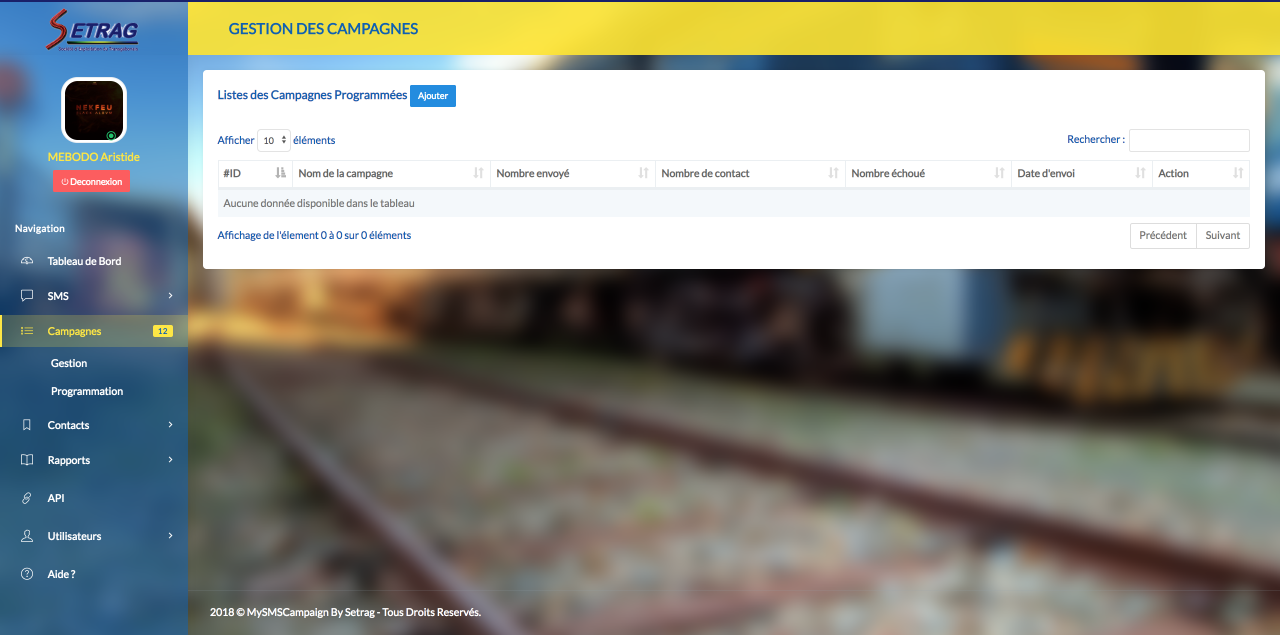 SETRAG
GESTION DES CAMPAGNES
NEKFEU
MEBODO Aristide
Deconnexion
Navigation
Tableau de Bord
SMS
Campagnes 12
Gestion
Programmation
Contacts
Rapports
API
Utilisateurs
Aide ?
Listes des Campagnes Programmées Ajouter
Afficher 10 éléments
Rechercher :
#ID Nom de la campagne Nombre envoyé Nombre de contact Nombre échoué Date d'envoi Action
Aucune donnée disponible dans le tableau
Affichage de l'élement 0 à 0 sur 0 éléments
Précédent Suivant
2018 © MySMSCampaign By Setrag - Tous Droits Reservés.